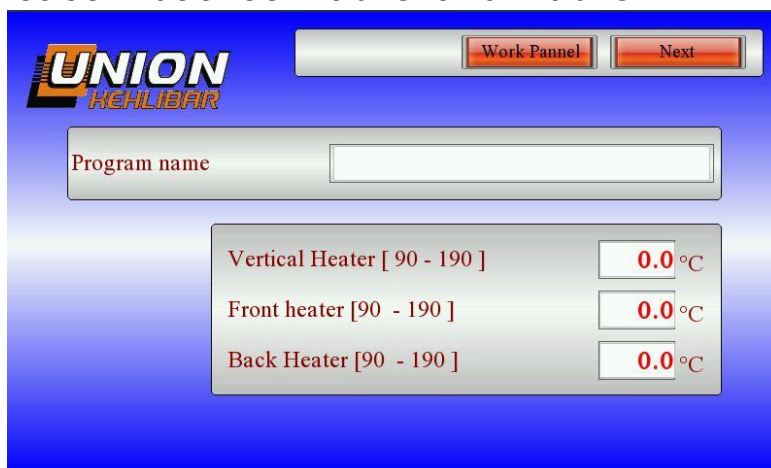 UNION
KEHLIBAR
Work Pannel
Next
Program name
Vertical Heater [ 90 - 190 ] 0.0 °C
Front heater [90 - 190 ] 0.0 °C
Back Heater [90 - 190 ] 0.0 °C